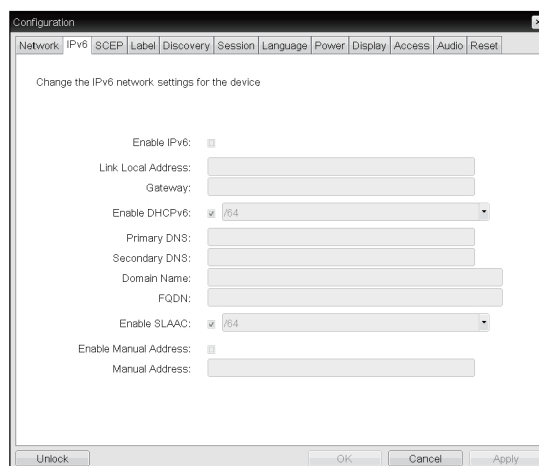 Configuration
Network IPv6 SCEP Label Discovery Session Language Power Display Access Audio Reset
Change the IPv6 network settings for the device
Enable IPv6:
Link Local Address:
Gateway:
Enable DHCPv6: /64
Primary DNS:
Secondary DNS:
Domain Name:
FQDN:
Enable SLAAC: /64
Enable Manual Address:
Manual Address:
Unlock OK Cancel Apply